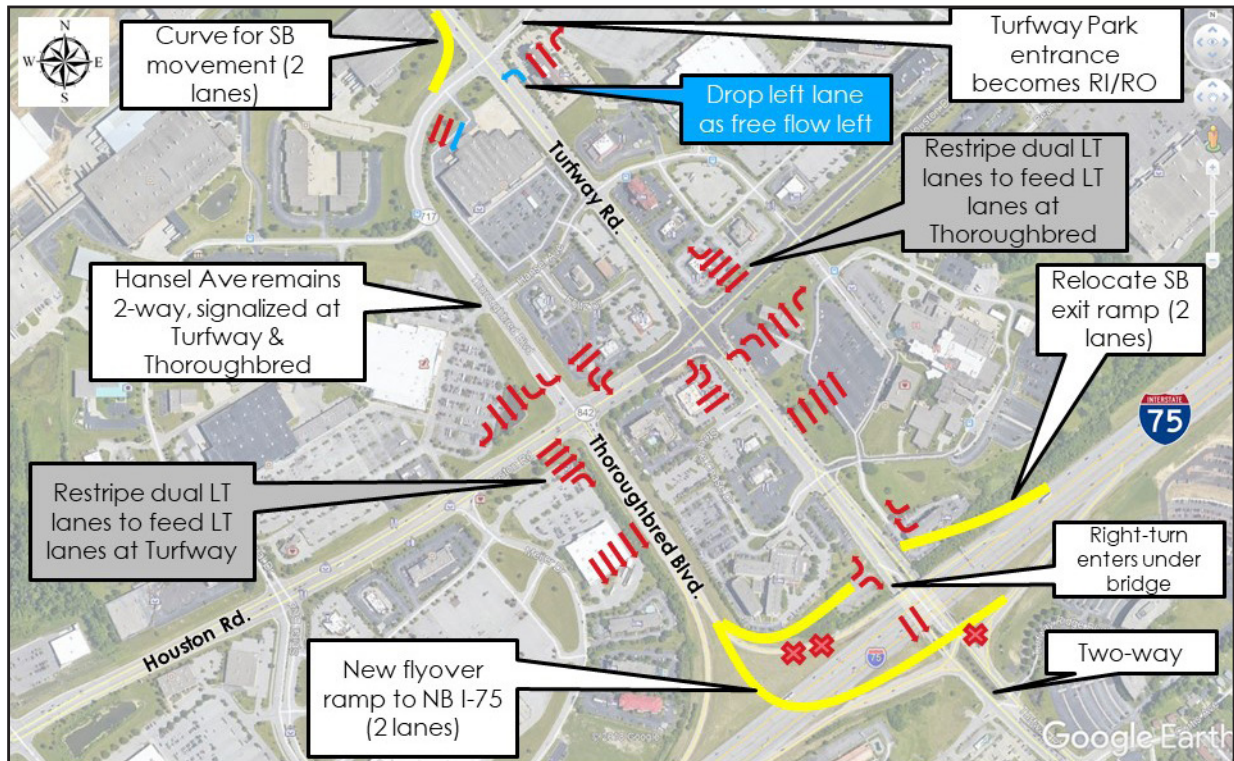 N
W E
S
Curve for SB
movement (2
lanes)
Turfway Park
entrance
becomes RI/RO
Drop left lane
as free flow left
Restripe dual LT
lanes to feed LT
lanes at
Thoroughbred
Turfway Rd.
717
Hansel Ave remains
2-way, signalized at
Turfway &
Thoroughbred
Relocate SB
exit ramp (2
lanes)
INTERSTATE
75
842
Restripe dual LT
lanes to feed LT
lanes at Turfway
Thoroughbred Blvd.
Right-turn
enters under
bridge
Houston Rd.
New flyover
ramp to NB I-75
(2 lanes)
75
Two-way
Google Earth